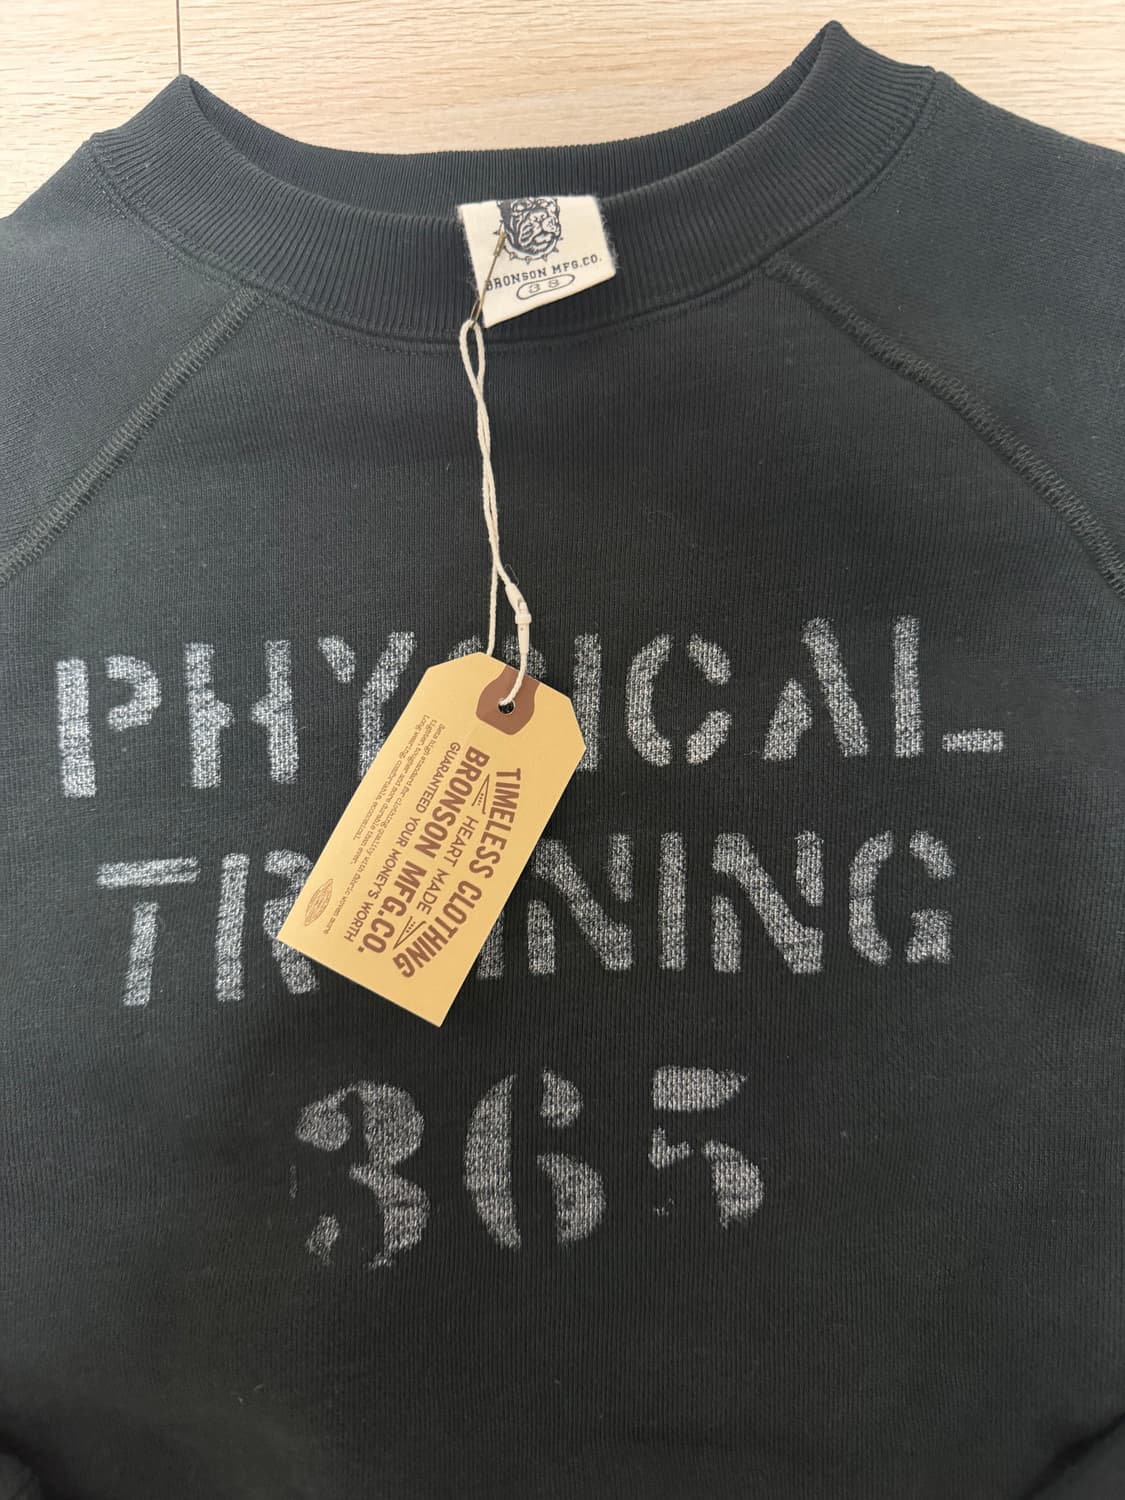 BRONSON MFG.CO.
38
PHYSICAL
TRAINING
365
TIMELESS CLOTHING
HEART MADE
BRONSON MFG.CO.
GUARANTEED YOUR MONEY'S WORTH